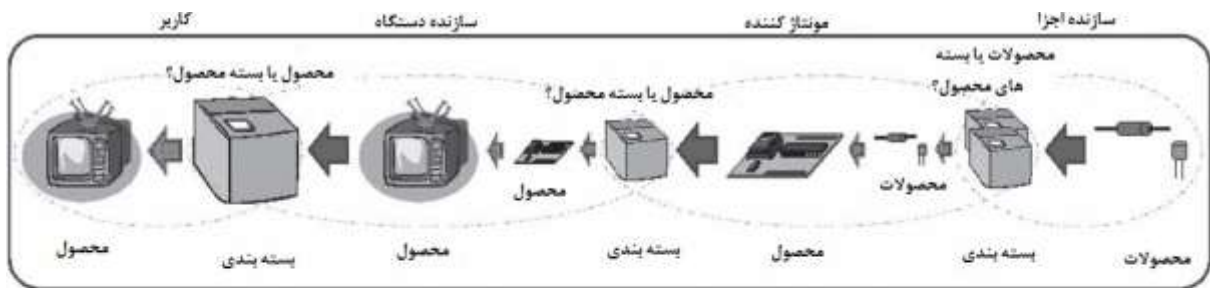 سازنده اجزا
مونتاژ کننده
سازنده دستگاه
کاربر
محصولات یا بسته
های محصول؟
محصول یا بسته محصول؟
محصول یا بسته محصول؟
محصولات
محصول
محصولات
بسته بندی
محصول
بسته بندی
محصول
بسته بندی
محصول